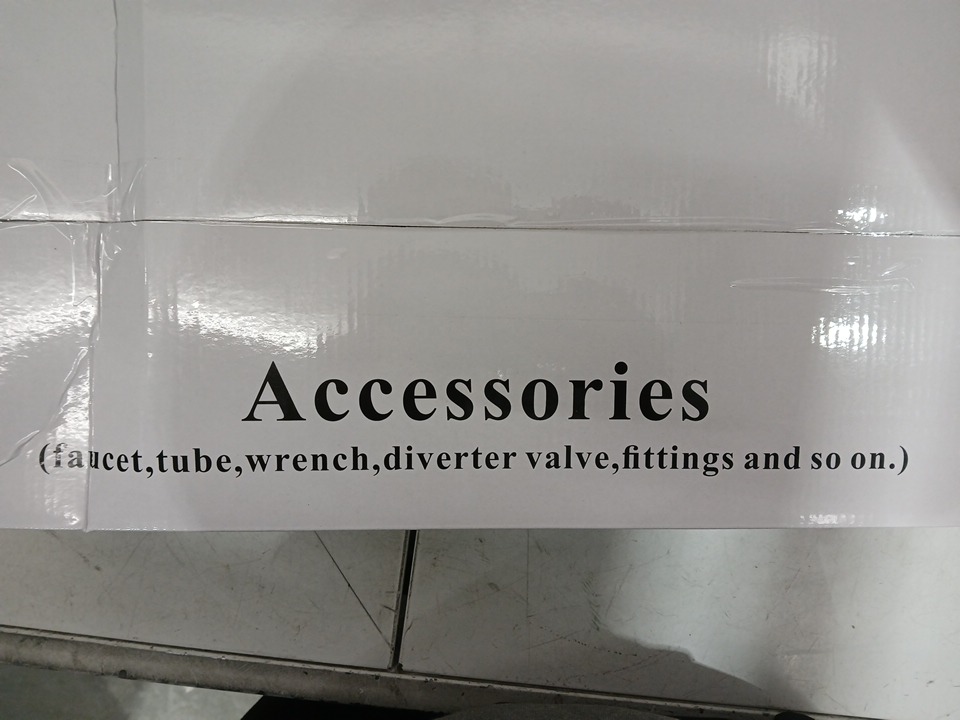 Accessories
(faucet,tube,wrench,diverter valve,fittings and so on.)